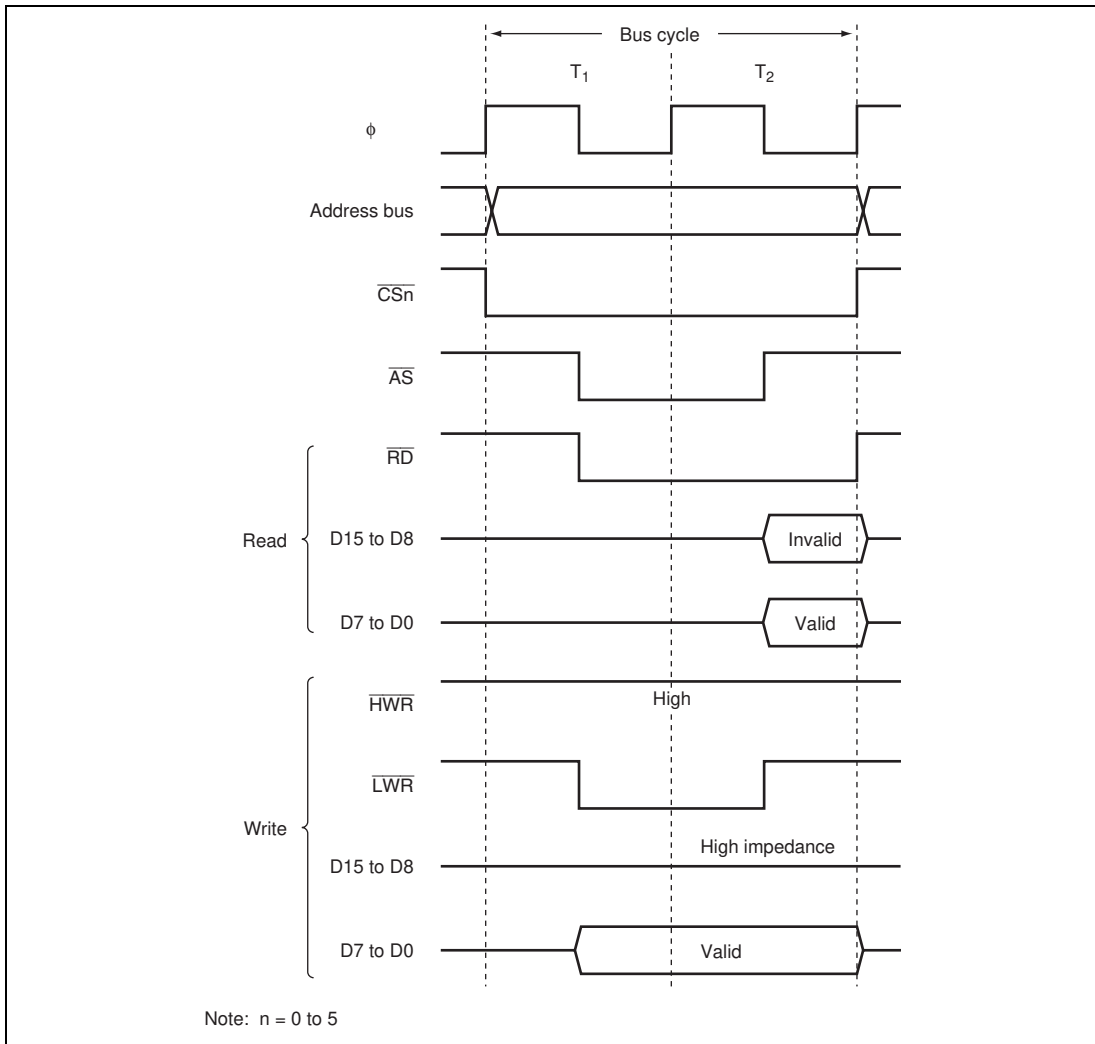 Bus cycle
T1
T2
ϕ
Address bus
CSn
AS
RD
Read
D15 to D8
Invalid
D7 to D0
Valid
HWR
High
LWR
Write
High impedance
D15 to D8
D7 to D0
Valid
Note: n = 0 to 5